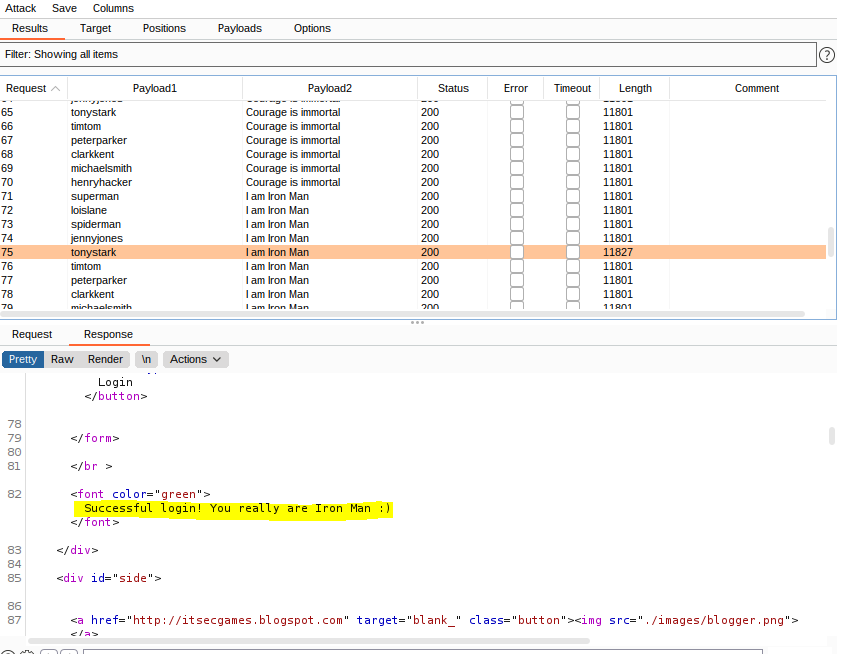 Attack Save Columns
Results Target Positions Payloads Options
Filter: Showing all items
Request Payload1 Payload2 Status Error Timeout Length Comment
65 tonystark Courage is immortal 200 11801
66 timtom Courage is immortal 200 11801
67 peterparker Courage is immortal 200 11801
68 clarkkent Courage is immortal 200 11801
69 michaelsmith Courage is immortal 200 11801
70 henryhacker Courage is immortal 200 11801
71 superman I am Iron Man 200 11801
72 loislane I am Iron Man 200 11801
73 spiderman I am Iron Man 200 11801
74 jennyjones I am Iron Man 200 11801
75 tonystark I am Iron Man 200 11827
76 timtom I am Iron Man 200 11801
77 peterparker I am Iron Man 200 11801
78 clarkkent I am Iron Man 200 11801
79 michaelsmith I am Iron Man 200 11801
Request Response
Pretty Raw Render \n Actions
Login
</button>
78
79 </form>
80
81 </br >
82 <font color="green">
Successful login! You really are Iron Man :)
</font>
83 </div>
84
85 <div id="side">
86
87 <a href="http://itsecgames.blogspot.com" target="blank_" class="button"><img src="./images/blogger.png">
</a>